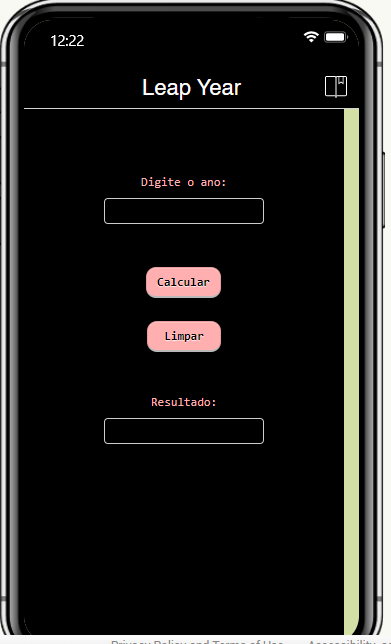 12:22
Leap Year
Digite o ano:
Calcular
Limpar
Resultado:
Privacy Policy and Terms of Use
Accessibility